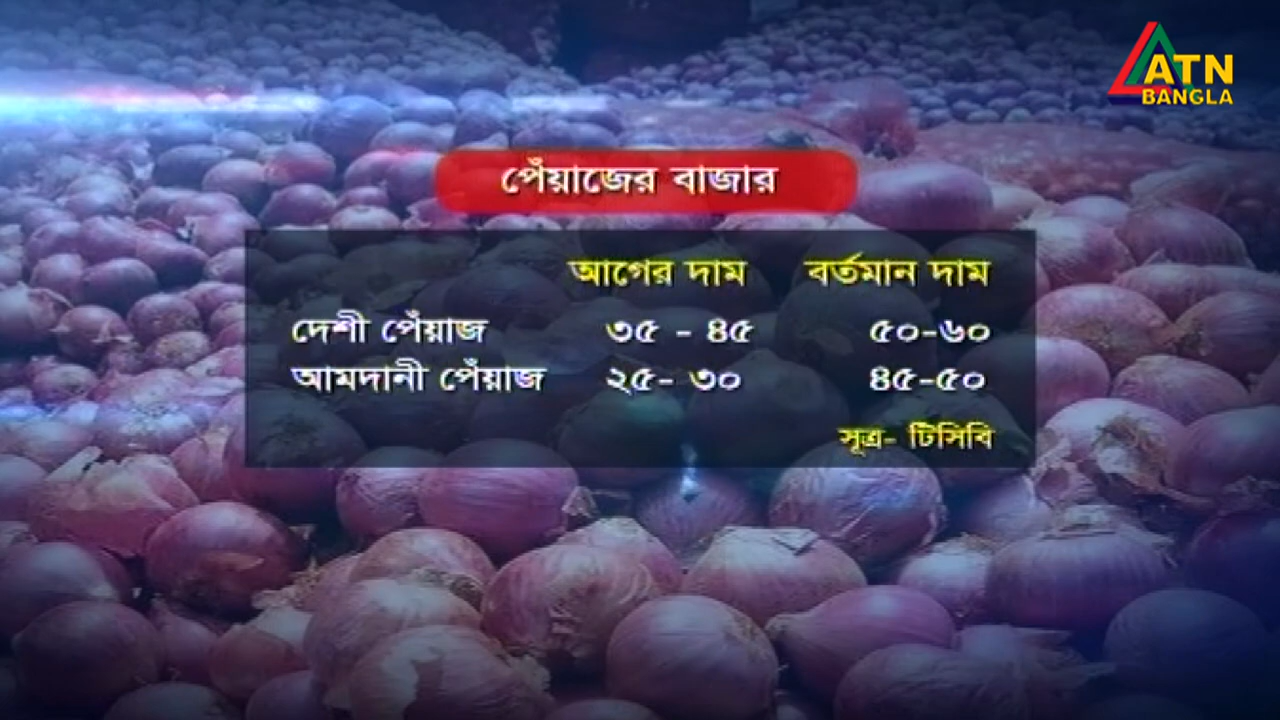 ATN
BANGLA
পেঁয়াজের বাজার
আগের দাম বর্তমান দাম
দেশী পেঁয়াজ ৩৫ - ৪৫ ৫০-৬০
আমদানী পেঁয়াজ ২৫- ৩০ ৪৫-৫০
সূত্র- টিসিবি